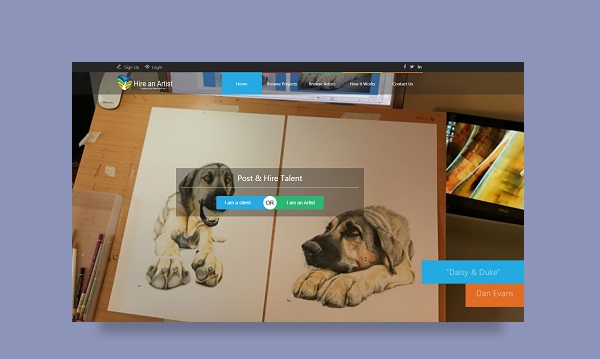 Sign Up Login
Hire an Artist
Home Browse Projects Browse Artists How it Works Contact Us
Post & Hire Talent
I am a client OR I am an Artist
"Daisy & Duke"
Dan Evans